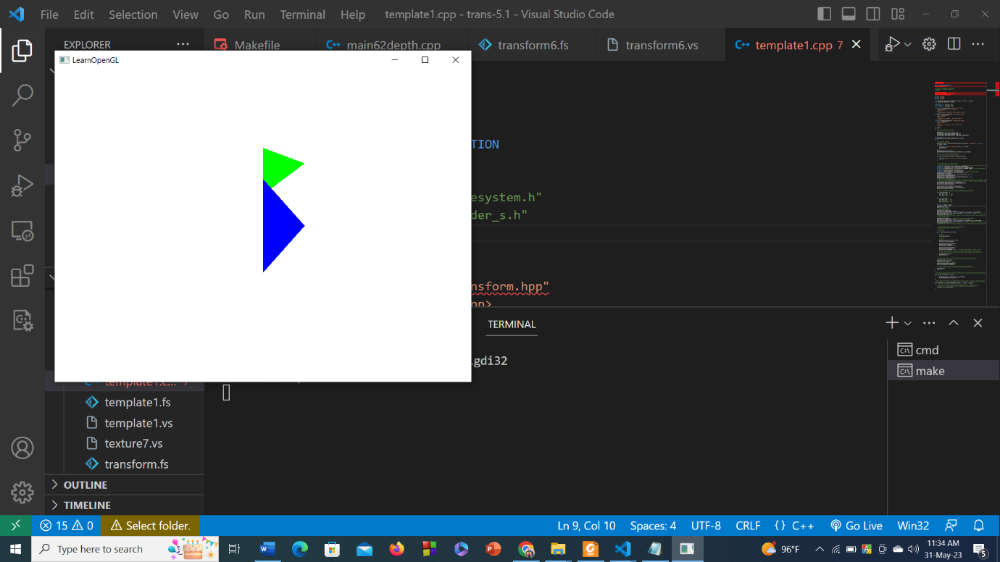 File Edit Selection View Go Run Terminal Help template1.cpp - trans-5.1 - Visual Studio Code
EXPLORER
Makefile main62depth.cpp transform6.fs transform6.vs template1.cpp 7
LearnOpenGL
TION
esystem.h"
der_s.h"
nsform.hpp"
TERMINAL
gdi32
cmd
make
template1.c... 7
template1.fs
template1.vs
texture7.vs
transform.fs
OUTLINE
TIMELINE
15 0 Select folder. Ln 9, Col 10 Spaces: 4 UTF-8 CRLF {} C++ Go Live Win32
Type here to search
96°F
11:34 AM
31-May-23
5